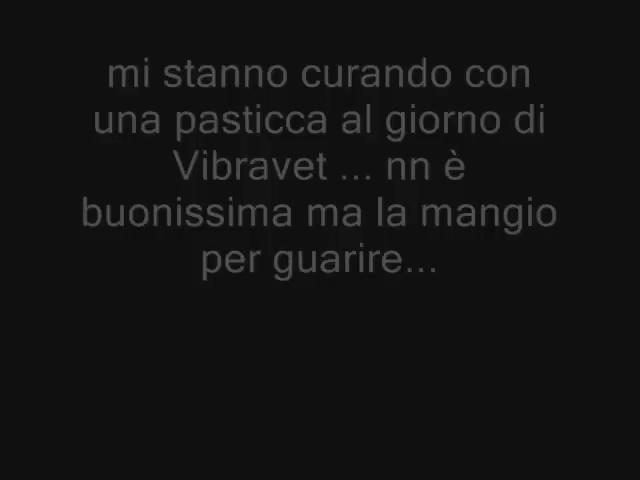 mi stanno curando con
una pasticca al giorno di
Vibravet ... nn è
buonissima ma la mangio
per guarire...